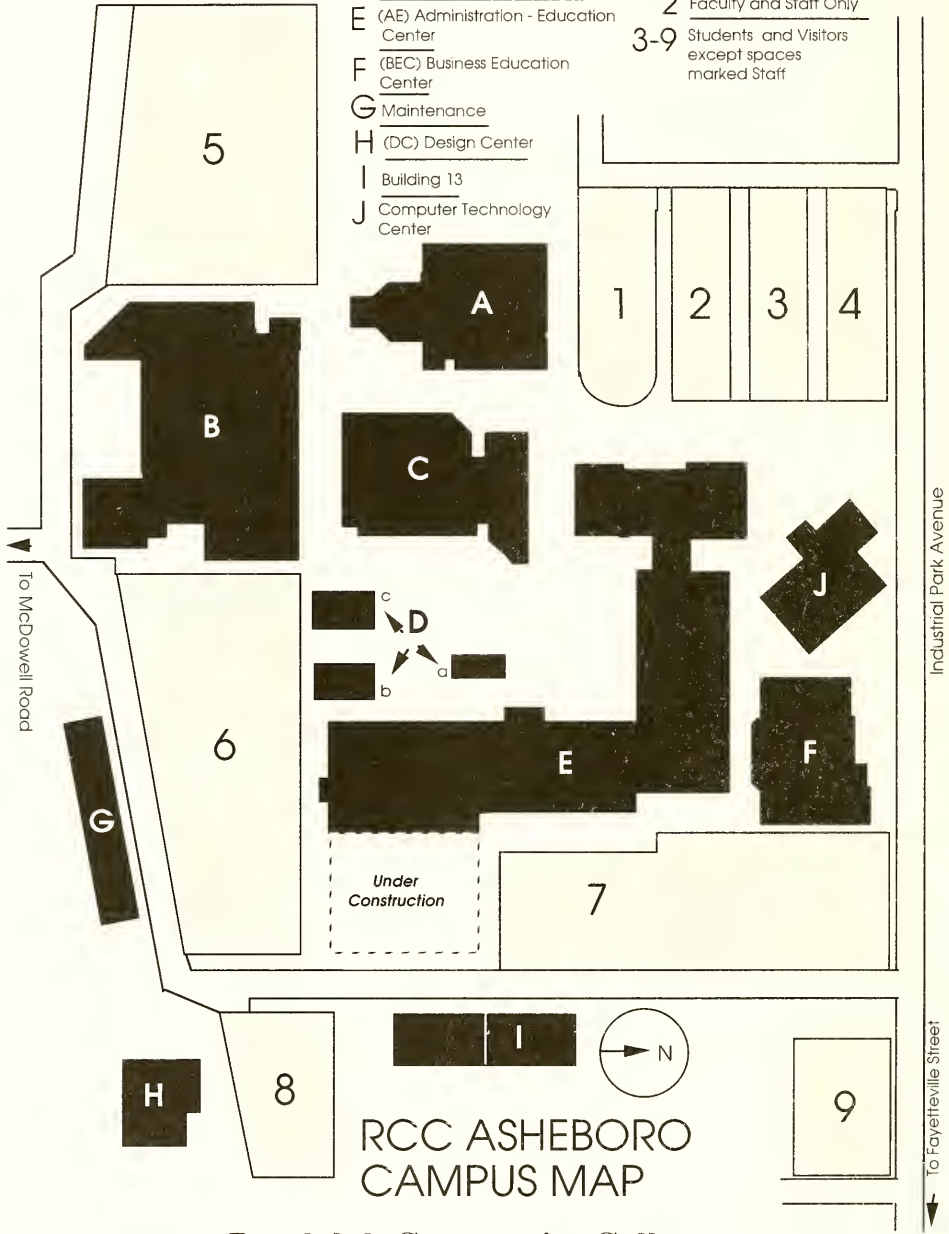 E (AE) Administration - Education
Center
F (BEC) Business Education
Center
G Maintenance
H (DC) Design Center
I Building 13
J Computer Technology
Center
2 Faculty and Staff Only
3-9 Students and Visitors
except spaces
marked Staff
5
A
1
2
3
4
B
C
J
Industrial Park Avenue
To McDowell Road
c
D
a
b
6
E
F
G
Under
Construction
7
I
N
H
8
9
To Fayetteville Street
RCC ASHEBORO
CAMPUS MAP